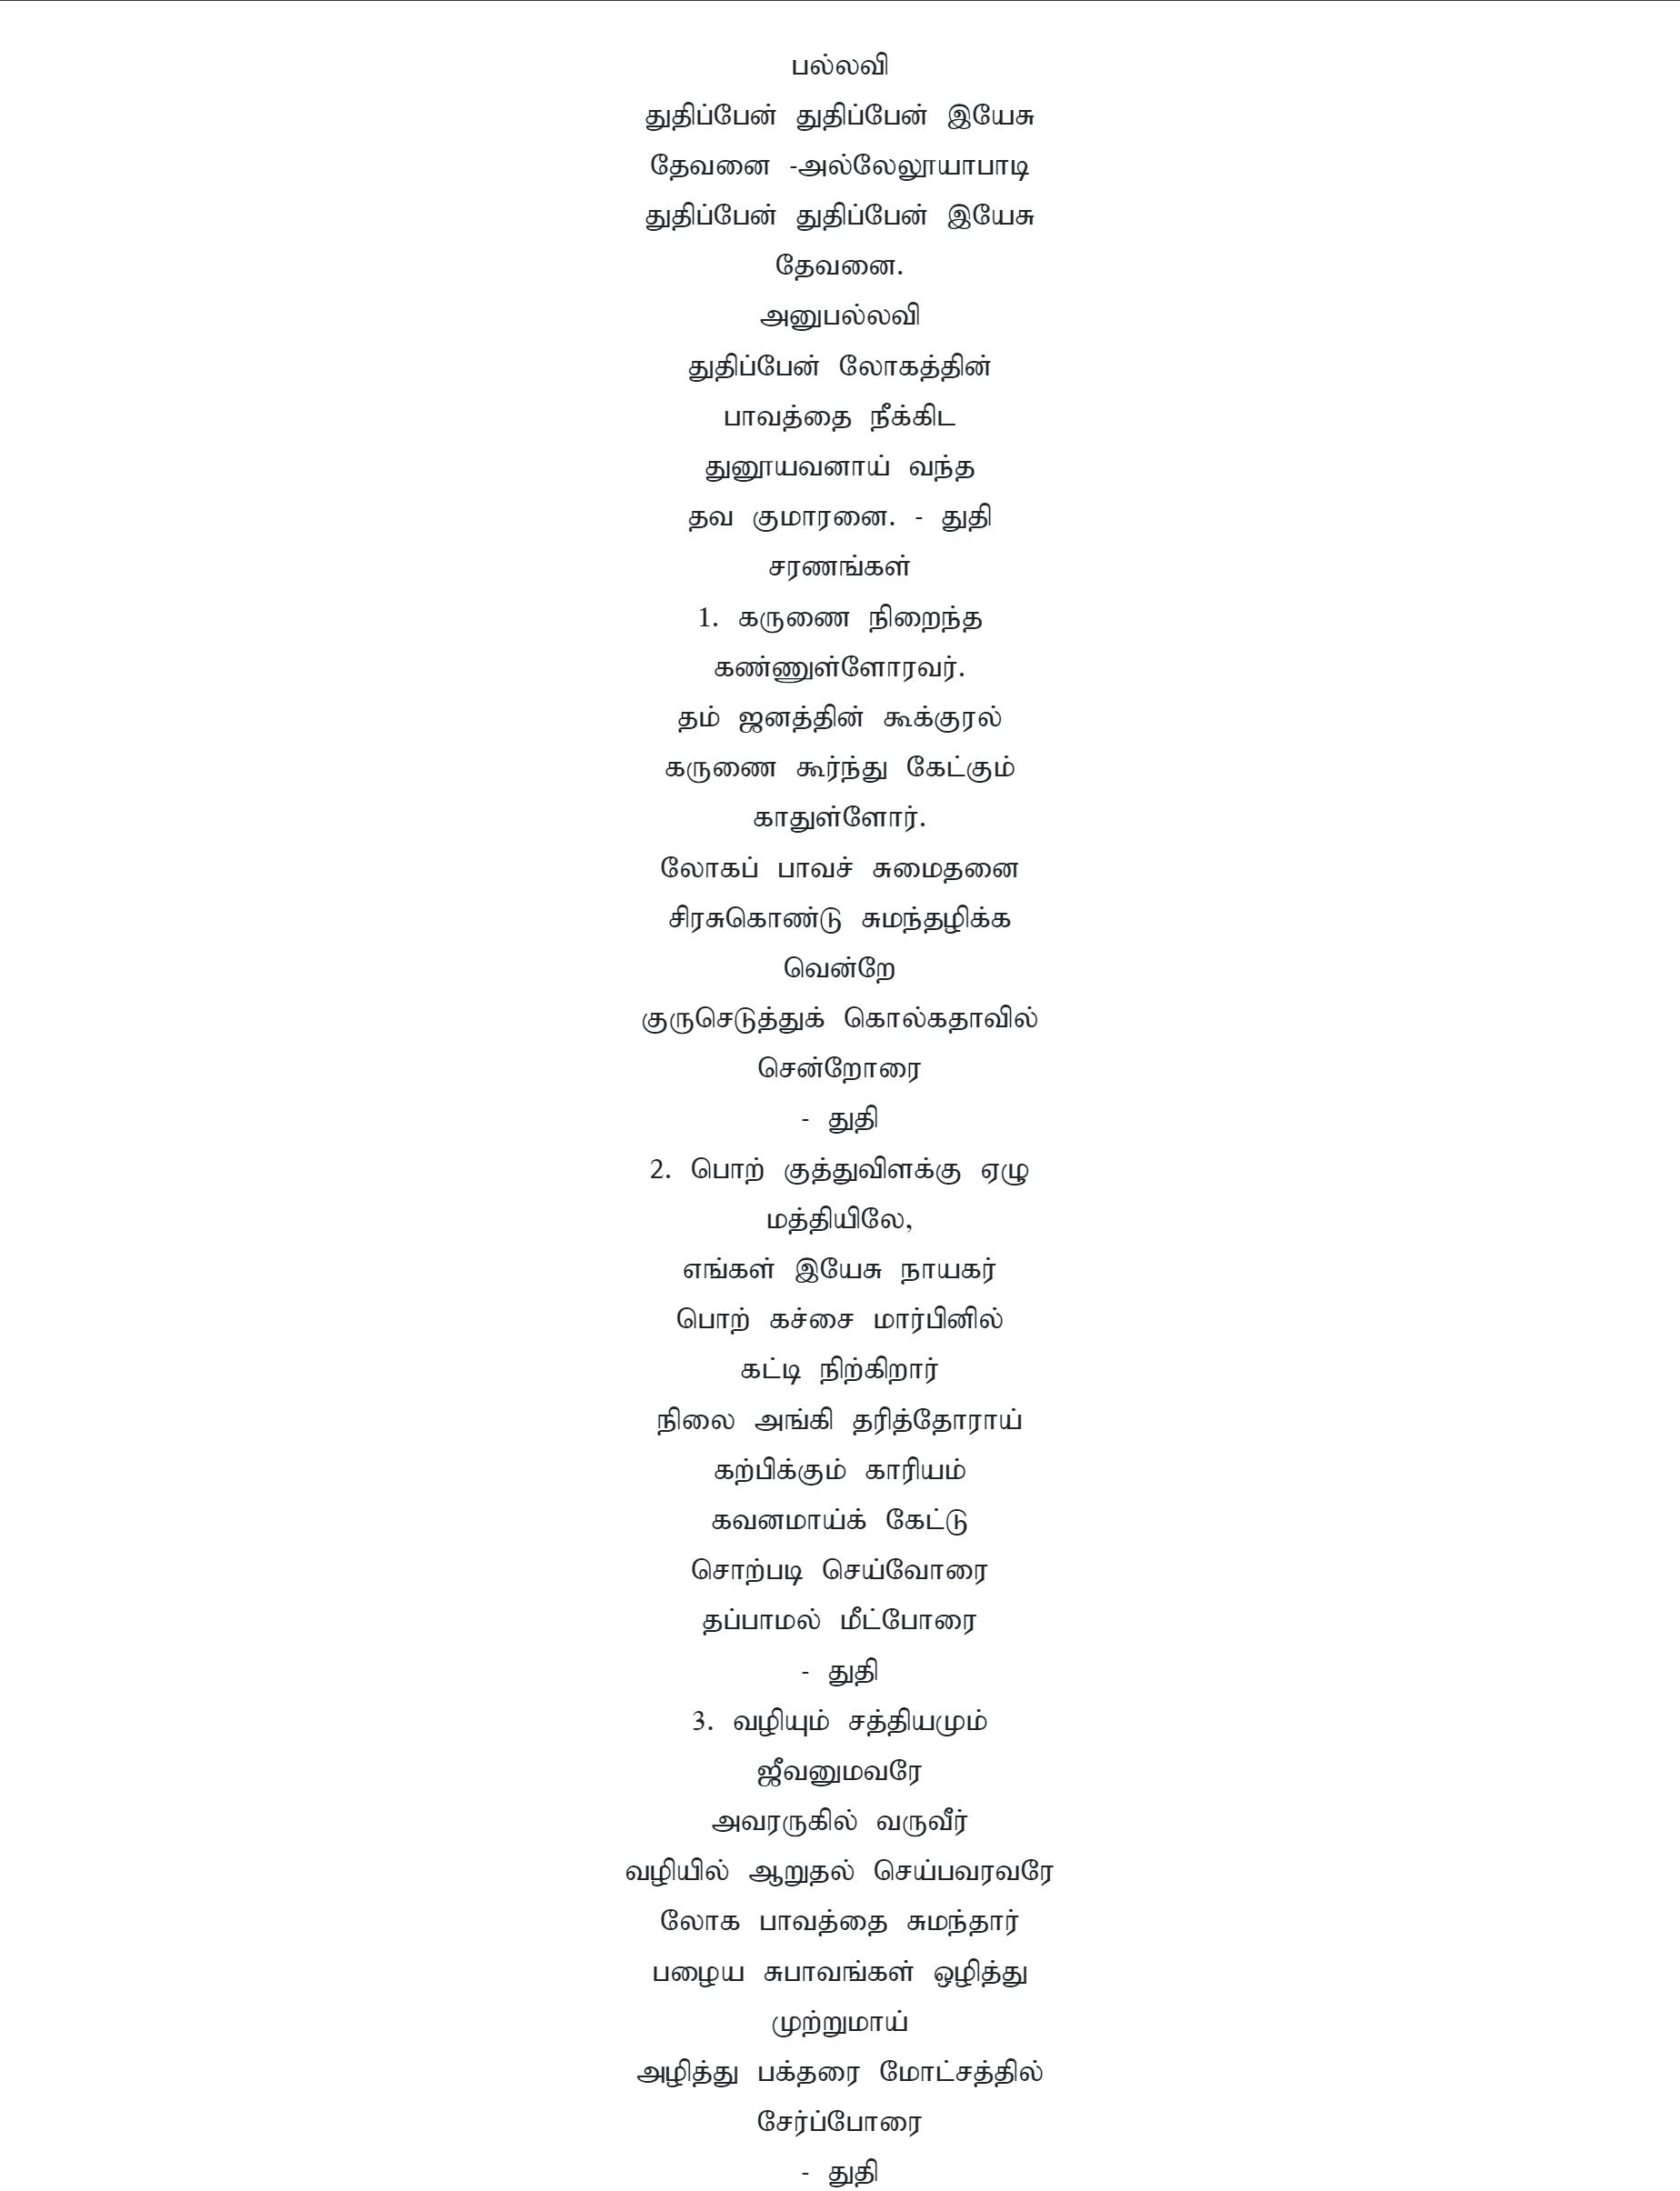 பல்லவி
துதிப்பேன் துதிப்பேன் இயேசு
தேவனை -அல்லேலூயாபாடி
துதிப்பேன் துதிப்பேன் இயேசு
தேவனை.
அனுபல்லவி
துதிப்பேன் லோகத்தின்
பாவத்தை நீக்கிட
துனூயவனாய் வந்த
தவ குமாரனை. - துதி
சரணங்கள்
1. கருணை நிறைந்த
கண்ணுள்ளோரவர்.
தம் ஜனத்தின் கூக்குரல்
கருணை கூர்ந்து கேட்கும்
காதுள்ளோர்.
லோகப் பாவச் சுமைதனை
சிரசுகொண்டு சுமந்தழிக்க
வென்றே
குருசெடுத்துக் கொல்கதாவில்
சென்றோரை
- துதி
2. பொற் குத்துவிளக்கு ஏழு
மத்தியிலே,
எங்கள் இயேசு நாயகர்
பொற் கச்சை மார்பினில்
கட்டி நிற்கிறார்
நிலை அங்கி தரித்தோராய்
கற்பிக்கும் காரியம்
கவனமாய்க் கேட்டு
சொற்படி செய்வோரை
தப்பாமல் மீட்போரை
- துதி
3. வழியும் சத்தியமும்
ஜீவனுமவரே
அவரருகில் வருவீர்
வழியில் ஆறுதல் செய்பவரவரே
லோக பாவத்தை சுமந்தார்
பழைய சுபாவங்கள் ஒழித்து
முற்றுமாய்
அழித்து பக்தரை மோட்சத்தில்
சேர்ப்போரை
- துதி